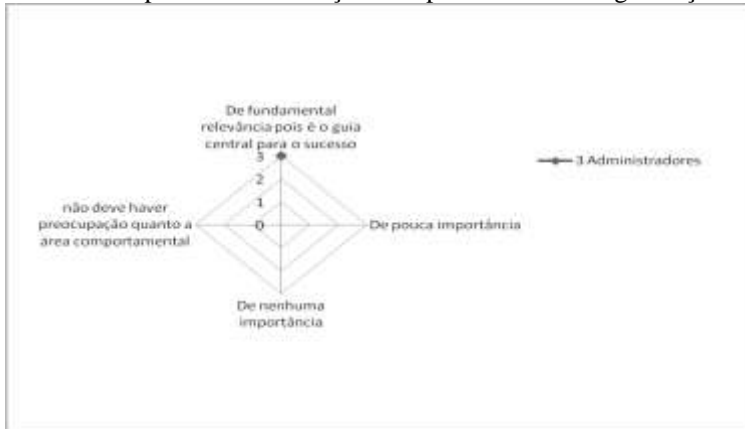 De fundamental
relevância pois é o guia
central para o sucesso
3
2
1
0
3 Administradores
não deve haver
preocupação quanto a
area comportamental
De pouca importância
De nenhuma
importância